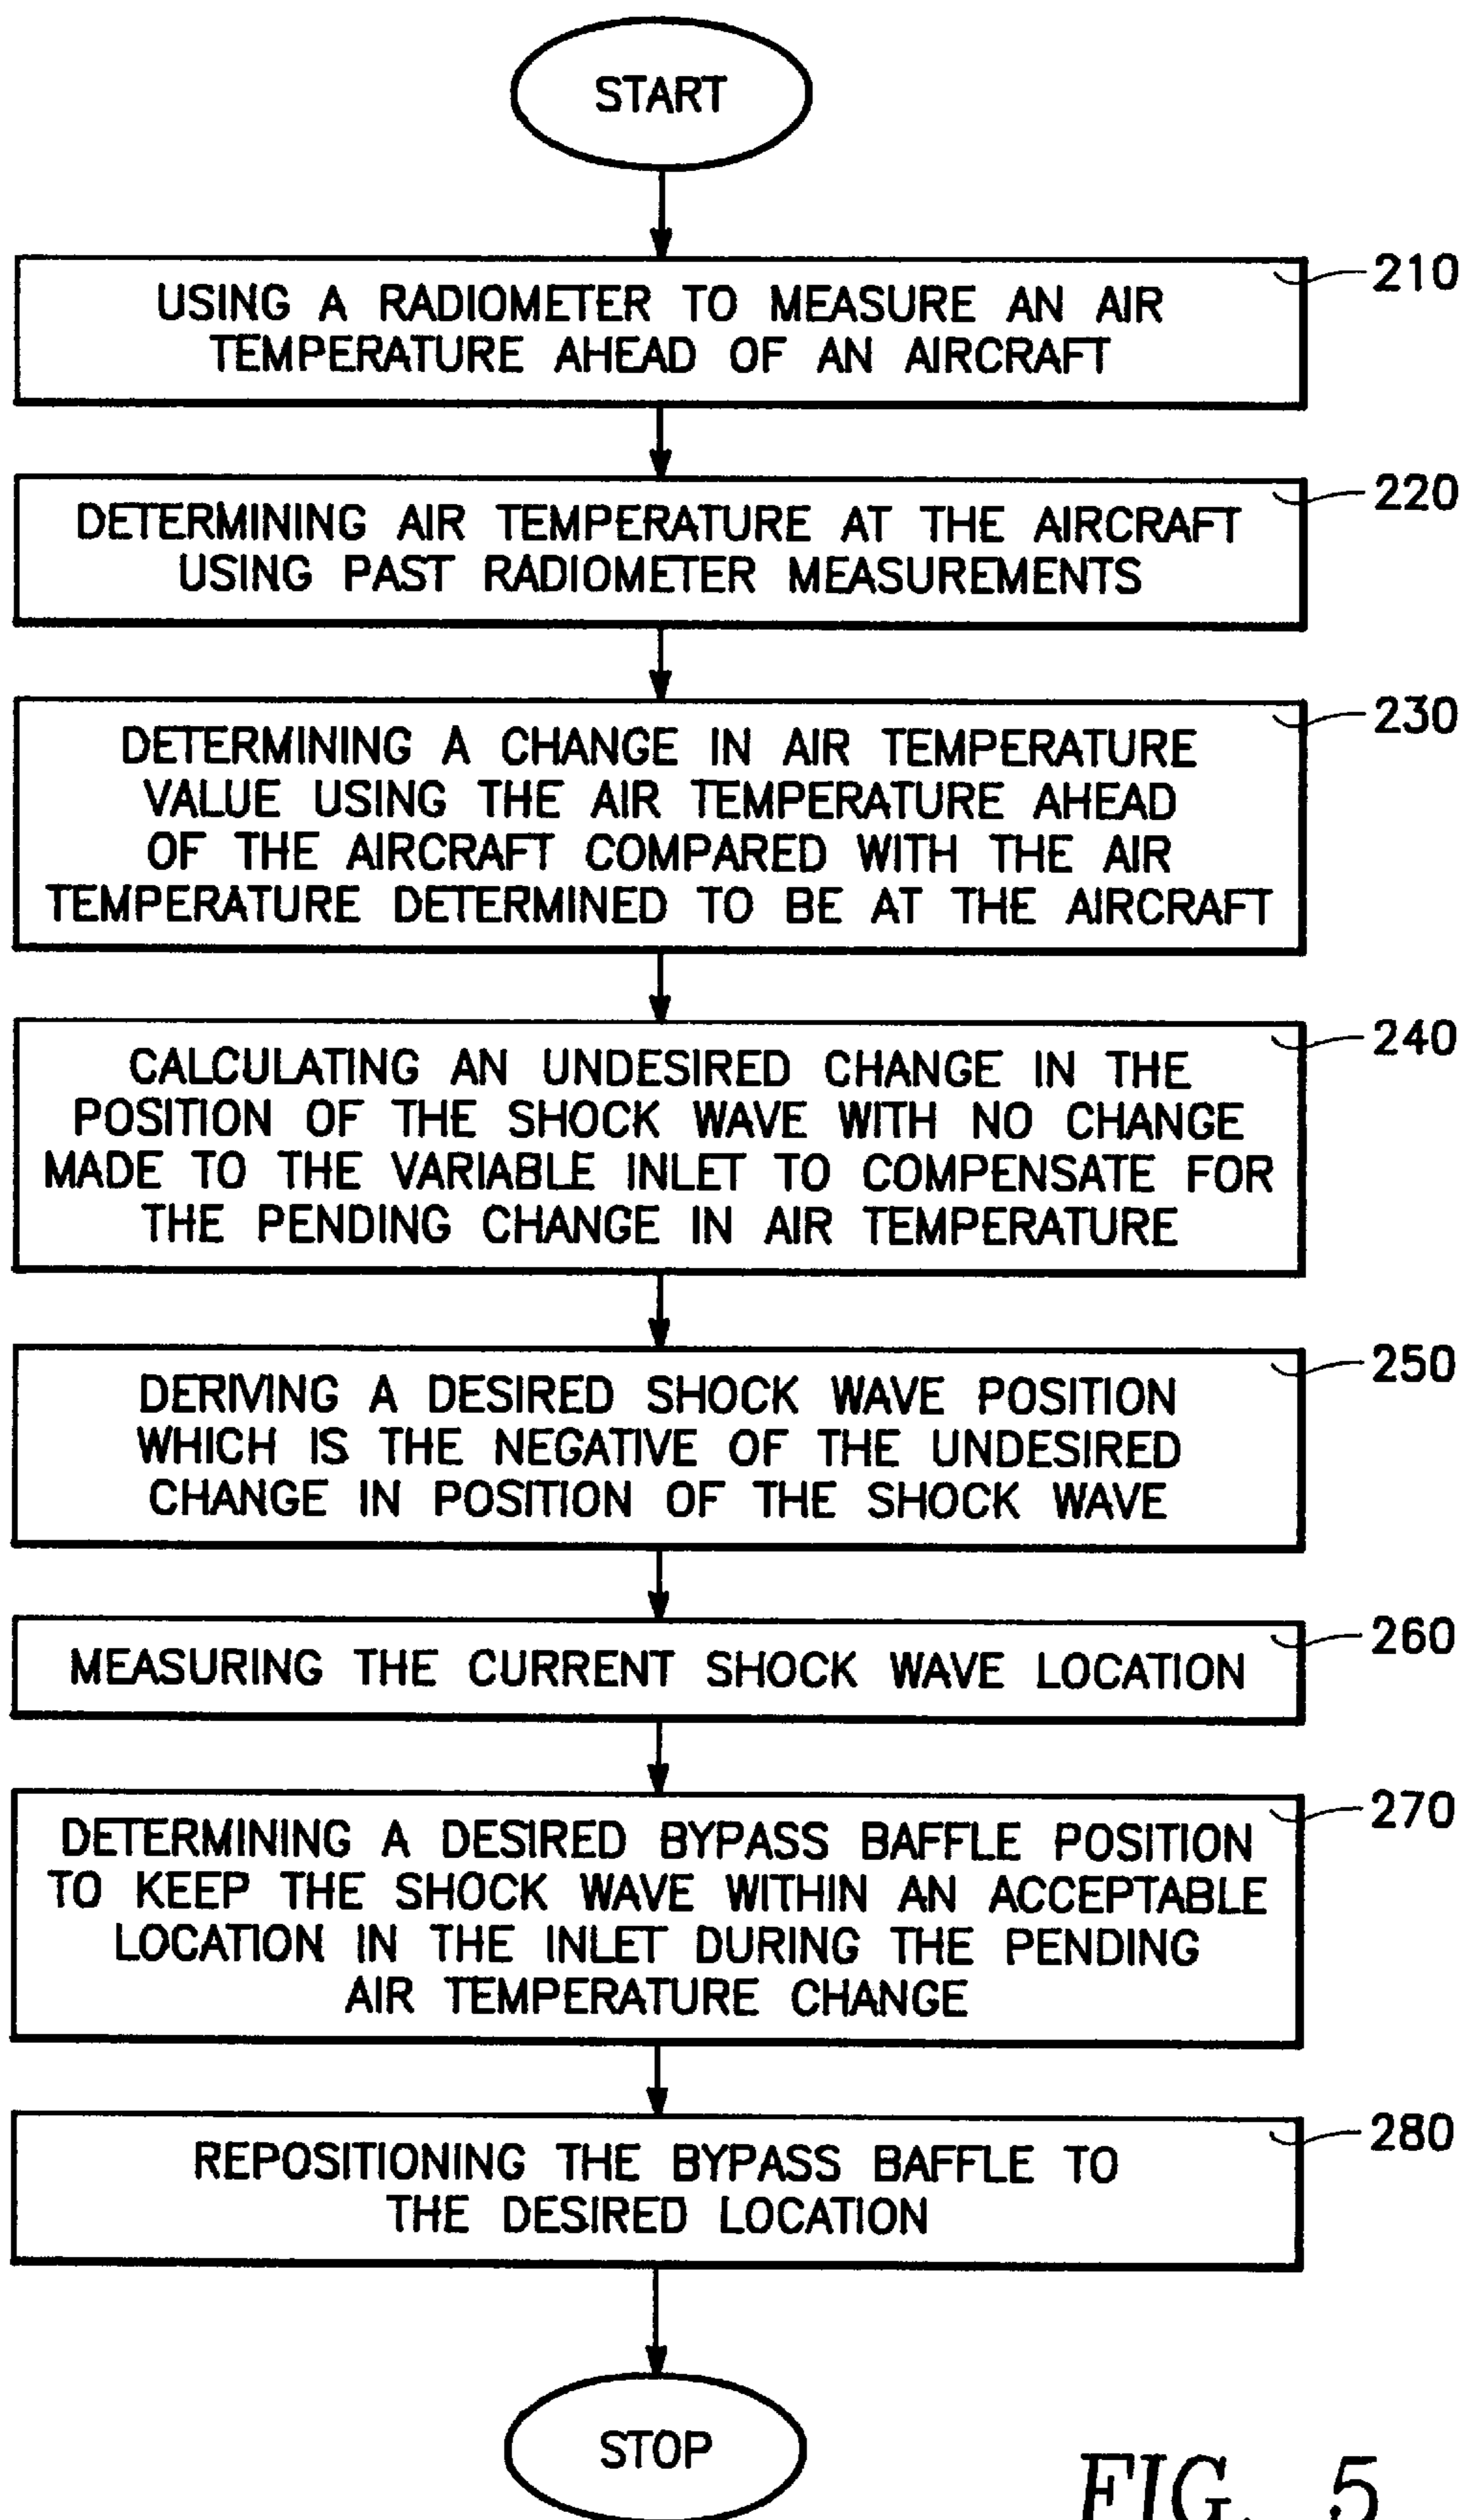 START
210
USING A RADIOMETER TO MEASURE AN AIR
TEMPERATURE AHEAD OF AN AIRCRAFT
220
DETERMINING AIR TEMPERATURE AT THE AIRCRAFT
USING PAST RADIOMETER MEASUREMENTS
230
DETERMINING A CHANGE IN AIR TEMPERATURE
VALUE USING THE AIR TEMPERATURE AHEAD
OF THE AIRCRAFT COMPARED WITH THE AIR
TEMPERATURE DETERMINED TO BE AT THE AIRCRAFT
240
CALCULATING AN UNDESIRED CHANGE IN THE
POSITION OF THE SHOCK WAVE WITH NO CHANGE
MADE TO THE VARIABLE INLET TO COMPENSATE FOR
THE PENDING CHANGE IN AIR TEMPERATURE
250
DERIVING A DESIRED SHOCK WAVE POSITION
WHICH IS THE NEGATIVE OF THE UNDESIRED
CHANGE IN POSITION OF THE SHOCK WAVE
260
MEASURING THE CURRENT SHOCK WAVE LOCATION
270
DETERMINING A DESIRED BYPASS BAFFLE POSITION
TO KEEP THE SHOCK WAVE WITHIN AN ACCEPTABLE
LOCATION IN THE INLET DURING THE PENDING
AIR TEMPERATURE CHANGE
280
REPOSITIONING THE BYPASS BAFFLE TO
THE DESIRED LOCATION
STOP
FIG. 5